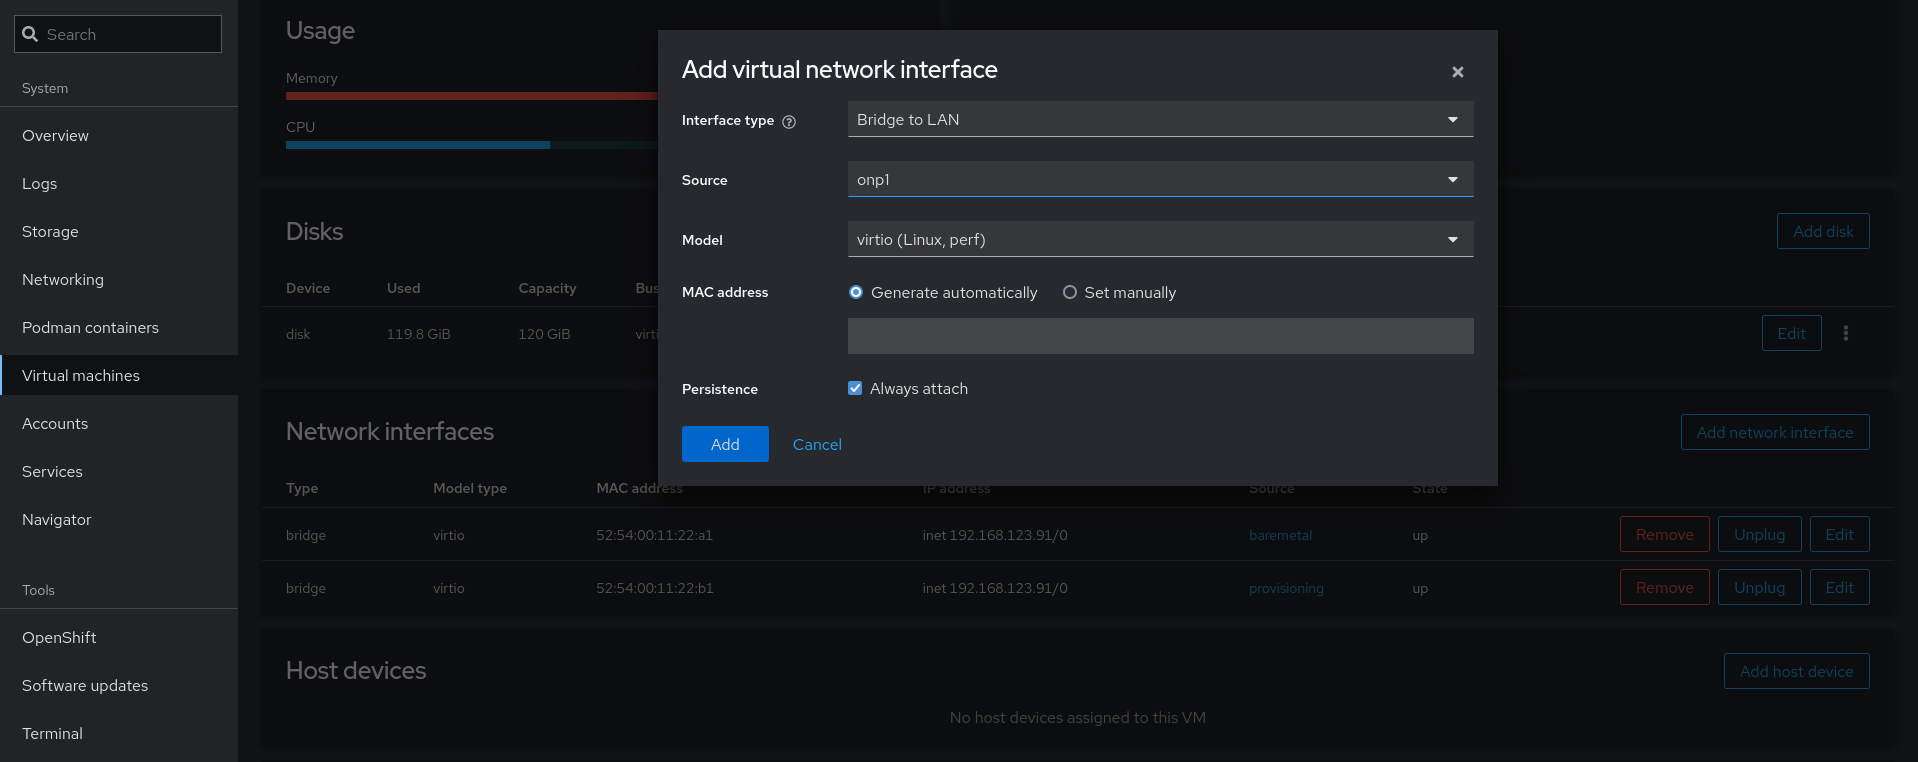 Search
System
Overview
Logs
Storage
Networking
Podman containers
Virtual machines
Accounts
Services
Navigator
Tools
OpenShift
Software updates
Terminal
Usage
Memory
CPU
Disks
Add disk
Device Used Capacity Bus
disk 119.8 GiB 120 GiB virti
Edit
Add virtual network interface
×
Interface type ? Bridge to LAN
Source onp1
Model virtio (Linux, perf)
MAC address Generate automatically Set manually
Persistence Always attach
Add Cancel
Network interfaces
Add network interface
Type Model type MAC address IP address Source State
bridge virtio 52:54:00:11:22:a1 inet 192.168.123.91/0 baremetal up Remove Unplug Edit
bridge virtio 52:54:00:11:22:b1 inet 192.168.123.91/0 provisioning up Remove Unplug Edit
Host devices
Add host device
No host devices assigned to this VM